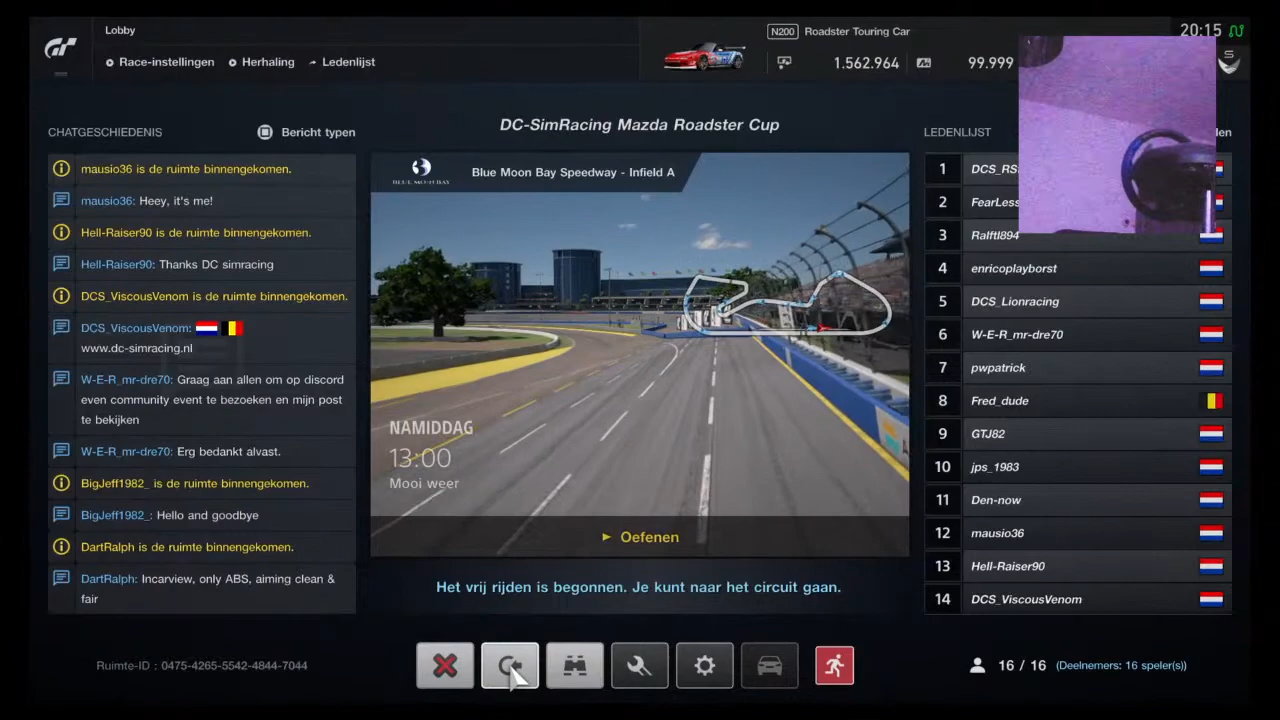 Lobby
N200 Roadster Touring Car
20:15
Race-instellingen
Herhaling
Ledenlijst
1.562.964
99.999
S
CHATGESCHIEDENIS
Bericht typen
DC-SimRacing Mazda Roadster Cup
LEDENLIJST
BLUE MOON BAY
Blue Moon Bay Speedway - Infield A
mausio36 is de ruimte binnengekomen.
mausio36: Heey, it's me!
Hell-Raiser90 is de ruimte binnengekomen.
Hell-Raiser90: Thanks DC simracing
DCS_ViscousVenom is de ruimte binnengekomen.
DCS_ViscousVenom:
www.dc-simracing.nl
W-E-R_mr-dre70: Graag aan allen om op discord
even community event te bezoeken en mijn post
te bekijken
W-E-R_mr-dre70: Erg bedankt alvast.
BigJeff1982_ is de ruimte binnengekomen.
BigJeff1982_: Hello and goodbye
DartRalph is de ruimte binnengekomen.
DartRalph: Incarview, only ABS, aiming clean &
fair
NAMIDDAG
13:00
Mooi weer
Oefenen
Het vrij rijden is begonnen. Je kunt naar het circuit gaan.
1 DCS_RS
2 FearLess
3 Ralftl894
4 enricoplayborst
5 DCS_Lionracing
6 W-E-R_mr-dre70
7 pwpatrick
8 Fred_dude
9 GTJ82
10 jps_1983
11 Den-now
12 mausio36
13 Hell-Raiser90
14 DCS_ViscousVenom
Ruimte-ID : 0475-4265-5542-4844-7044
16 / 16 (Deelnemers: 16 speler(s))